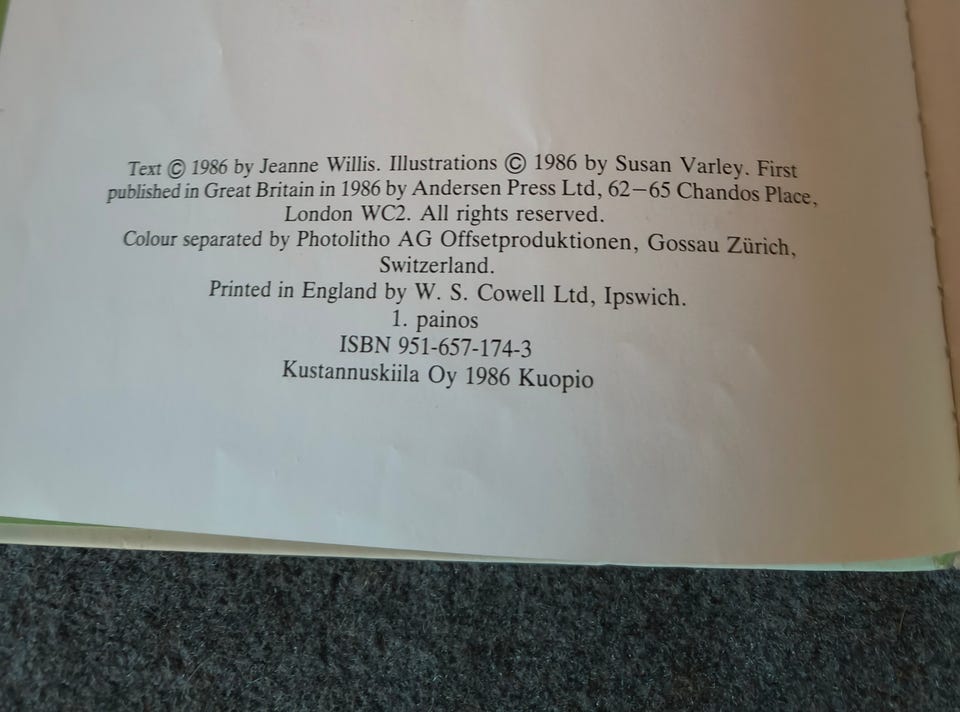 Text © 1986 by Jeanne Willis. Illustrations © 1986 by Susan Varley. First
published in Great Britain in 1986 by Andersen Press Ltd, 62–65 Chandos Place,
London WC2. All rights reserved.
Colour separated by Photolitho AG Offsetproduktionen, Gossau Zürich,
Switzerland.
Printed in England by W. S. Cowell Ltd, Ipswich.
1. painos
ISBN 951-657-174-3
Kustannuskiila Oy 1986 Kuopio